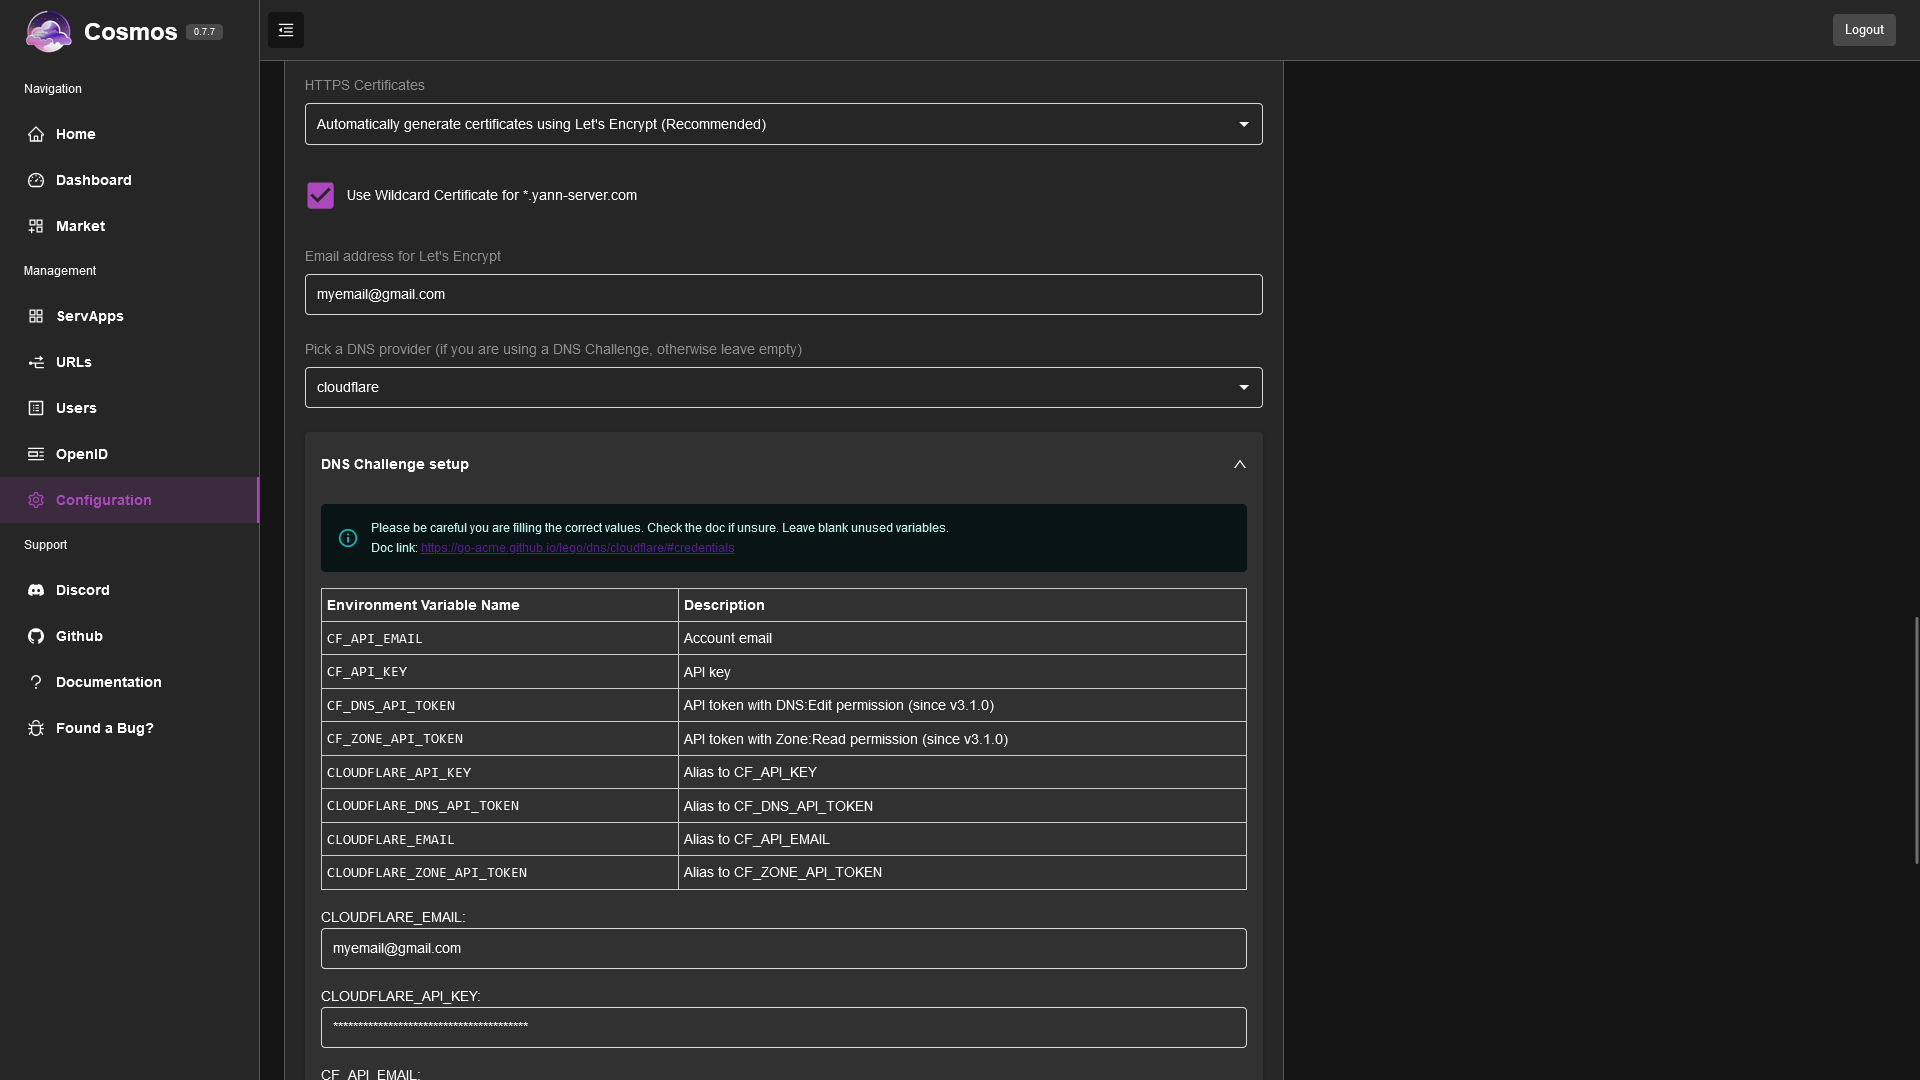 Cosmos 0.7.7
Logout
Navigation
Home
Dashboard
Market
Management
ServApps
URLs
Users
OpenID
Configuration
Support
Discord
Github
Documentation
Found a Bug?
HTTPS Certificates
Automatically generate certificates using Let's Encrypt (Recommended)
Use Wildcard Certificate for *.yann-server.com
Email address for Let's Encrypt
myemail@gmail.com
Pick a DNS provider (if you are using a DNS Challenge, otherwise leave empty)
cloudflare
DNS Challenge setup
Please be careful you are filling the correct values. Check the doc if unsure. Leave blank unused variables.
Doc link: https://go-acme.github.io/lego/dns/cloudflare/#credentials
Environment Variable Name Description
CF_API_EMAIL Account email
CF_API_KEY API key
CF_DNS_API_TOKEN API token with DNS:Edit permission (since v3.1.0)
CF_ZONE_API_TOKEN API token with Zone:Read permission (since v3.1.0)
CLOUDFLARE_API_KEY Alias to CF_API_KEY
CLOUDFLARE_DNS_API_TOKEN Alias to CF_DNS_API_TOKEN
CLOUDFLARE_EMAIL Alias to CF_API_EMAIL
CLOUDFLARE_ZONE_API_TOKEN Alias to CF_ZONE_API_TOKEN
CLOUDFLARE_EMAIL:
myemail@gmail.com
CLOUDFLARE_API_KEY:
***************************************
CF_API_EMAIL: